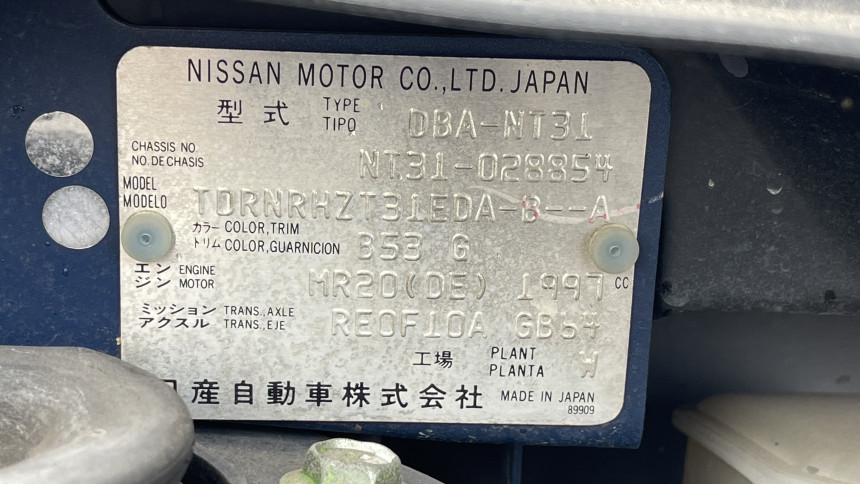 NISSAN MOTOR CO.,LTD. JAPAN
型式 TYPE TIPO DBA-NT31
CHASSIS NO. NO. DE CHASIS NT31-028854
MODEL MODELO TDRNRHZT31EDA-B--A
カラー COLOR,TRIM
トリム COLOR,GUARNICION B53 G
エンジン ENGINE MOTOR MR20(DE) 1997 CC
ミッション TRANS.,AXLE
アクスル TRANS.,EJE RE0F10A GB54
工場 PLANT PLANTA W
日産自動車株式会社 MADE IN JAPAN
89909